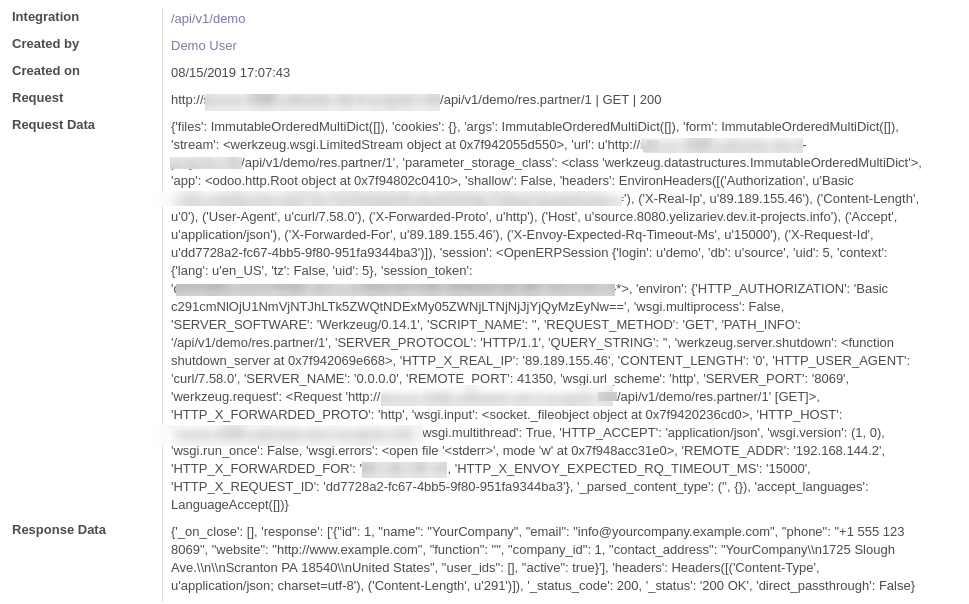 Integration
/api/v1/demo
Created by
Demo User
Created on
08/15/2019 17:07:43
Request
http:// /api/v1/demo/res.partner/1 | GET | 200
Request Data
{'files': ImmutableOrderedMultiDict([]), 'cookies': {}, 'args': ImmutableOrderedMultiDict([]), 'form': ImmutableOrderedMultiDict([]),
'stream': <werkzeug.wsgi.LimitedStream object at 0x7f942055d550>, 'url': u'http:// -
/api/v1/demo/res.partner/1', 'parameter_storage_class': <class 'werkzeug.datastructures.ImmutableOrderedMultiDict'>,
'app': <odoo.http.Root object at 0x7f94802c0410>, 'shallow': False, 'headers': EnvironHeaders([('Authorization', u'Basic
='), ('X-Real-Ip', u'89.189.155.46'), ('Content-Length',
u'0'), ('User-Agent', u'curl/7.58.0'), ('X-Forwarded-Proto', u'http'), ('Host', u'source.8080.yelizariev.dev.it-projects.info'), ('Accept',
u'application/json'), ('X-Forwarded-For', u'89.189.155.46'), ('X-Envoy-Expected-Rq-Timeout-Ms', u'15000'), ('X-Request-Id',
u'dd7728a2-fc67-4bb5-9f80-951fa9344ba3')]), 'session': <OpenERPSession {'login': u'demo', 'db': u'source', 'uid': 5, 'context':
{'lang': u'en_US', 'tz': False, 'uid': 5}, 'session_token':
' *>, 'environ': {'HTTP_AUTHORIZATION': 'Basic
c291cmNlOjU1NmVjNTJhLTk5ZWQtNDExMy05ZWNjLTNjNjJjYjQyMzEyNw==', 'wsgi.multiprocess': False,
'SERVER_SOFTWARE': 'Werkzeug/0.14.1', 'SCRIPT_NAME': '', 'REQUEST_METHOD': 'GET', 'PATH_INFO':
'/api/v1/demo/res.partner/1', 'SERVER_PROTOCOL': 'HTTP/1.1', 'QUERY_STRING': '', 'werkzeug.server.shutdown': <function
shutdown_server at 0x7f942069e668>, 'HTTP_X_REAL_IP': '89.189.155.46', 'CONTENT_LENGTH': '0', 'HTTP_USER_AGENT':
'curl/7.58.0', 'SERVER_NAME': '0.0.0.0', 'REMOTE_PORT': 41350, 'wsgi.url_scheme': 'http', 'SERVER_PORT': '8069',
'werkzeug.request': <Request 'http:// /api/v1/demo/res.partner/1' [GET]>,
'HTTP_X_FORWARDED_PROTO': 'http', 'wsgi.input': <socket._fileobject object at 0x7f9420236cd0>, 'HTTP_HOST':
wsgi.multithread': True, 'HTTP_ACCEPT': 'application/json', 'wsgi.version': (1, 0),
'wsgi.run_once': False, 'wsgi.errors': <open file '<stderr>', mode 'w' at 0x7f948acc31e0>, 'REMOTE_ADDR': '192.168.144.2',
'HTTP_X_FORWARDED_FOR': ' , 'HTTP_X_ENVOY_EXPECTED_RQ_TIMEOUT_MS': '15000',
'HTTP_X_REQUEST_ID': 'dd7728a2-fc67-4bb5-9f80-951fa9344ba3'}, '_parsed_content_type': ('', {}), 'accept_languages':
LanguageAccept([])}
Response Data
{'_on_close': [], 'response': ['{"id": 1, "name": "YourCompany", "email": "info@yourcompany.example.com", "phone": "+1 555 123
8069", "website": "http://www.example.com", "function": "", "company_id": 1, "contact_address": "YourCompany\\n1725 Slough
Ave.\\n\\nScranton PA 18540\\nUnited States", "user_ids": [], "active": true}'], 'headers': Headers([('Content-Type',
u'application/json; charset=utf-8'), ('Content-Length', u'291')]), '_status_code': 200, '_status': '200 OK', 'direct_passthrough': False}